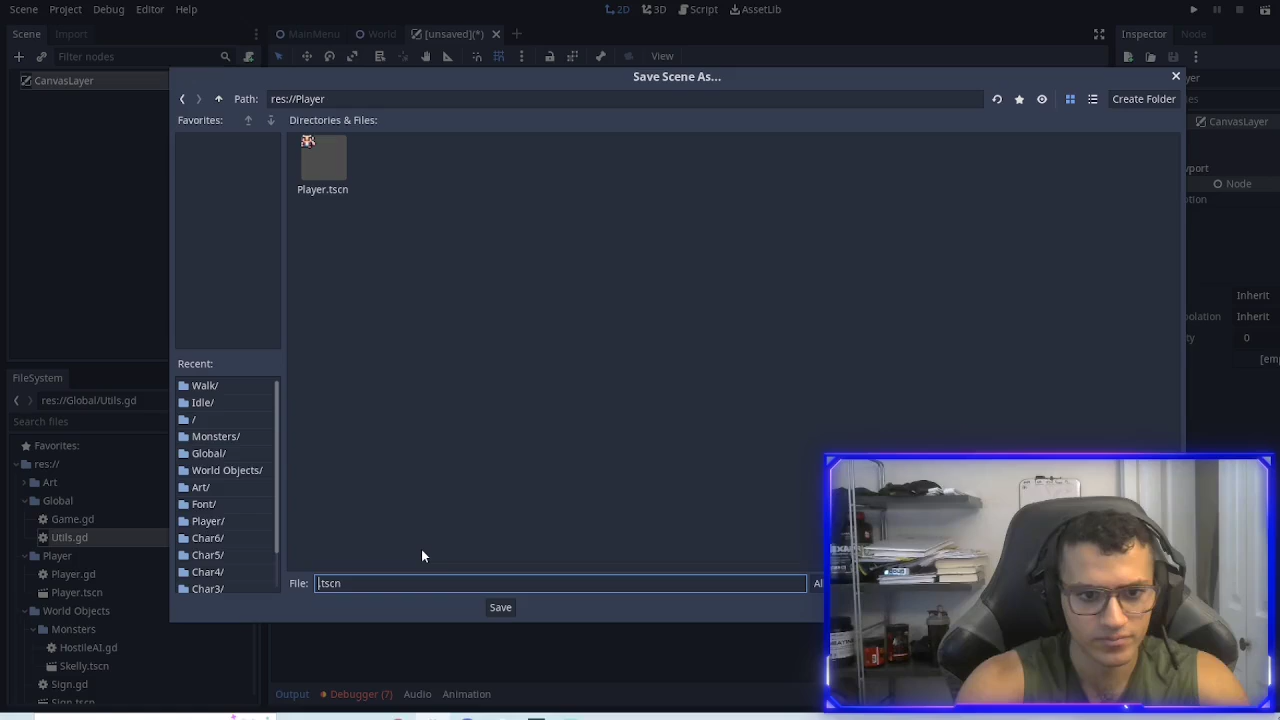 Scene Project Debug Editor Help
2D 3D Script AssetLib
Scene Import
MainMenu World [unsaved](*)
Inspector Node
Filter nodes
View
CanvasLayer
Save Scene As...
Path: res://Player
Create Folder
Favorites:
Directories & Files:
Player.tscn
CanvasLayer
Node
Inherit
Inherit
0
Recent:
Walk/
Idle/
/
Monsters/
Global/
World Objects/
Art/
Font/
Player/
Char6/
Char5/
Char4/
Char3/
File: .tscn
Save
FileSystem
res://Global/Utils.gd
Search files
Favorites:
res://
Art
Global
Game.gd
Utils.gd
Player
Player.gd
Player.tscn
World Objects
Monsters
HostileAI.gd
Skelly.tscn
Sign.gd
Sign.tscn
Output Debugger (7) Audio Animation